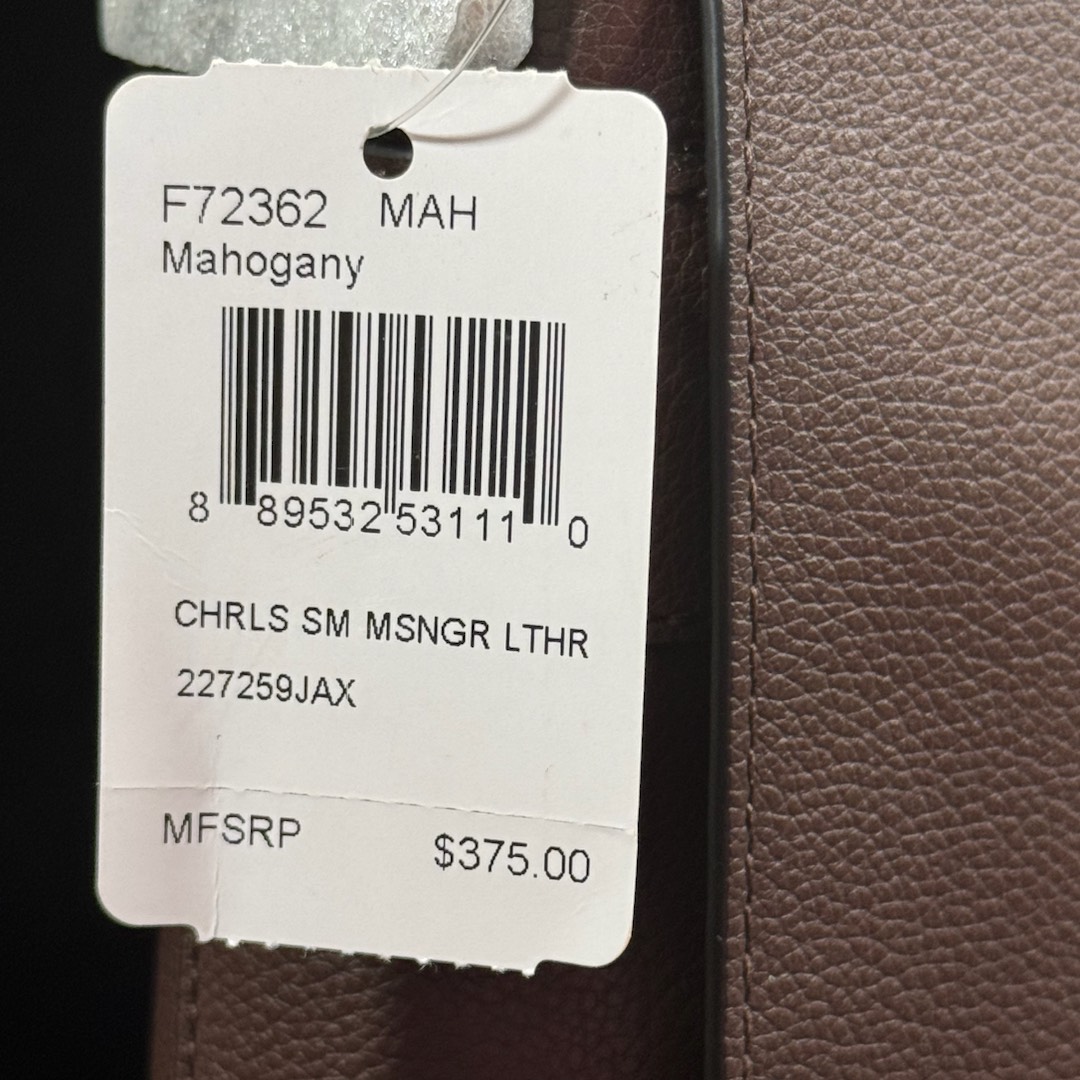 F72362 MAH
Mahogany
8 89532 53111 0
CHRLS SM MSNGR LTHR
227259JAX
MFSRP $375.00